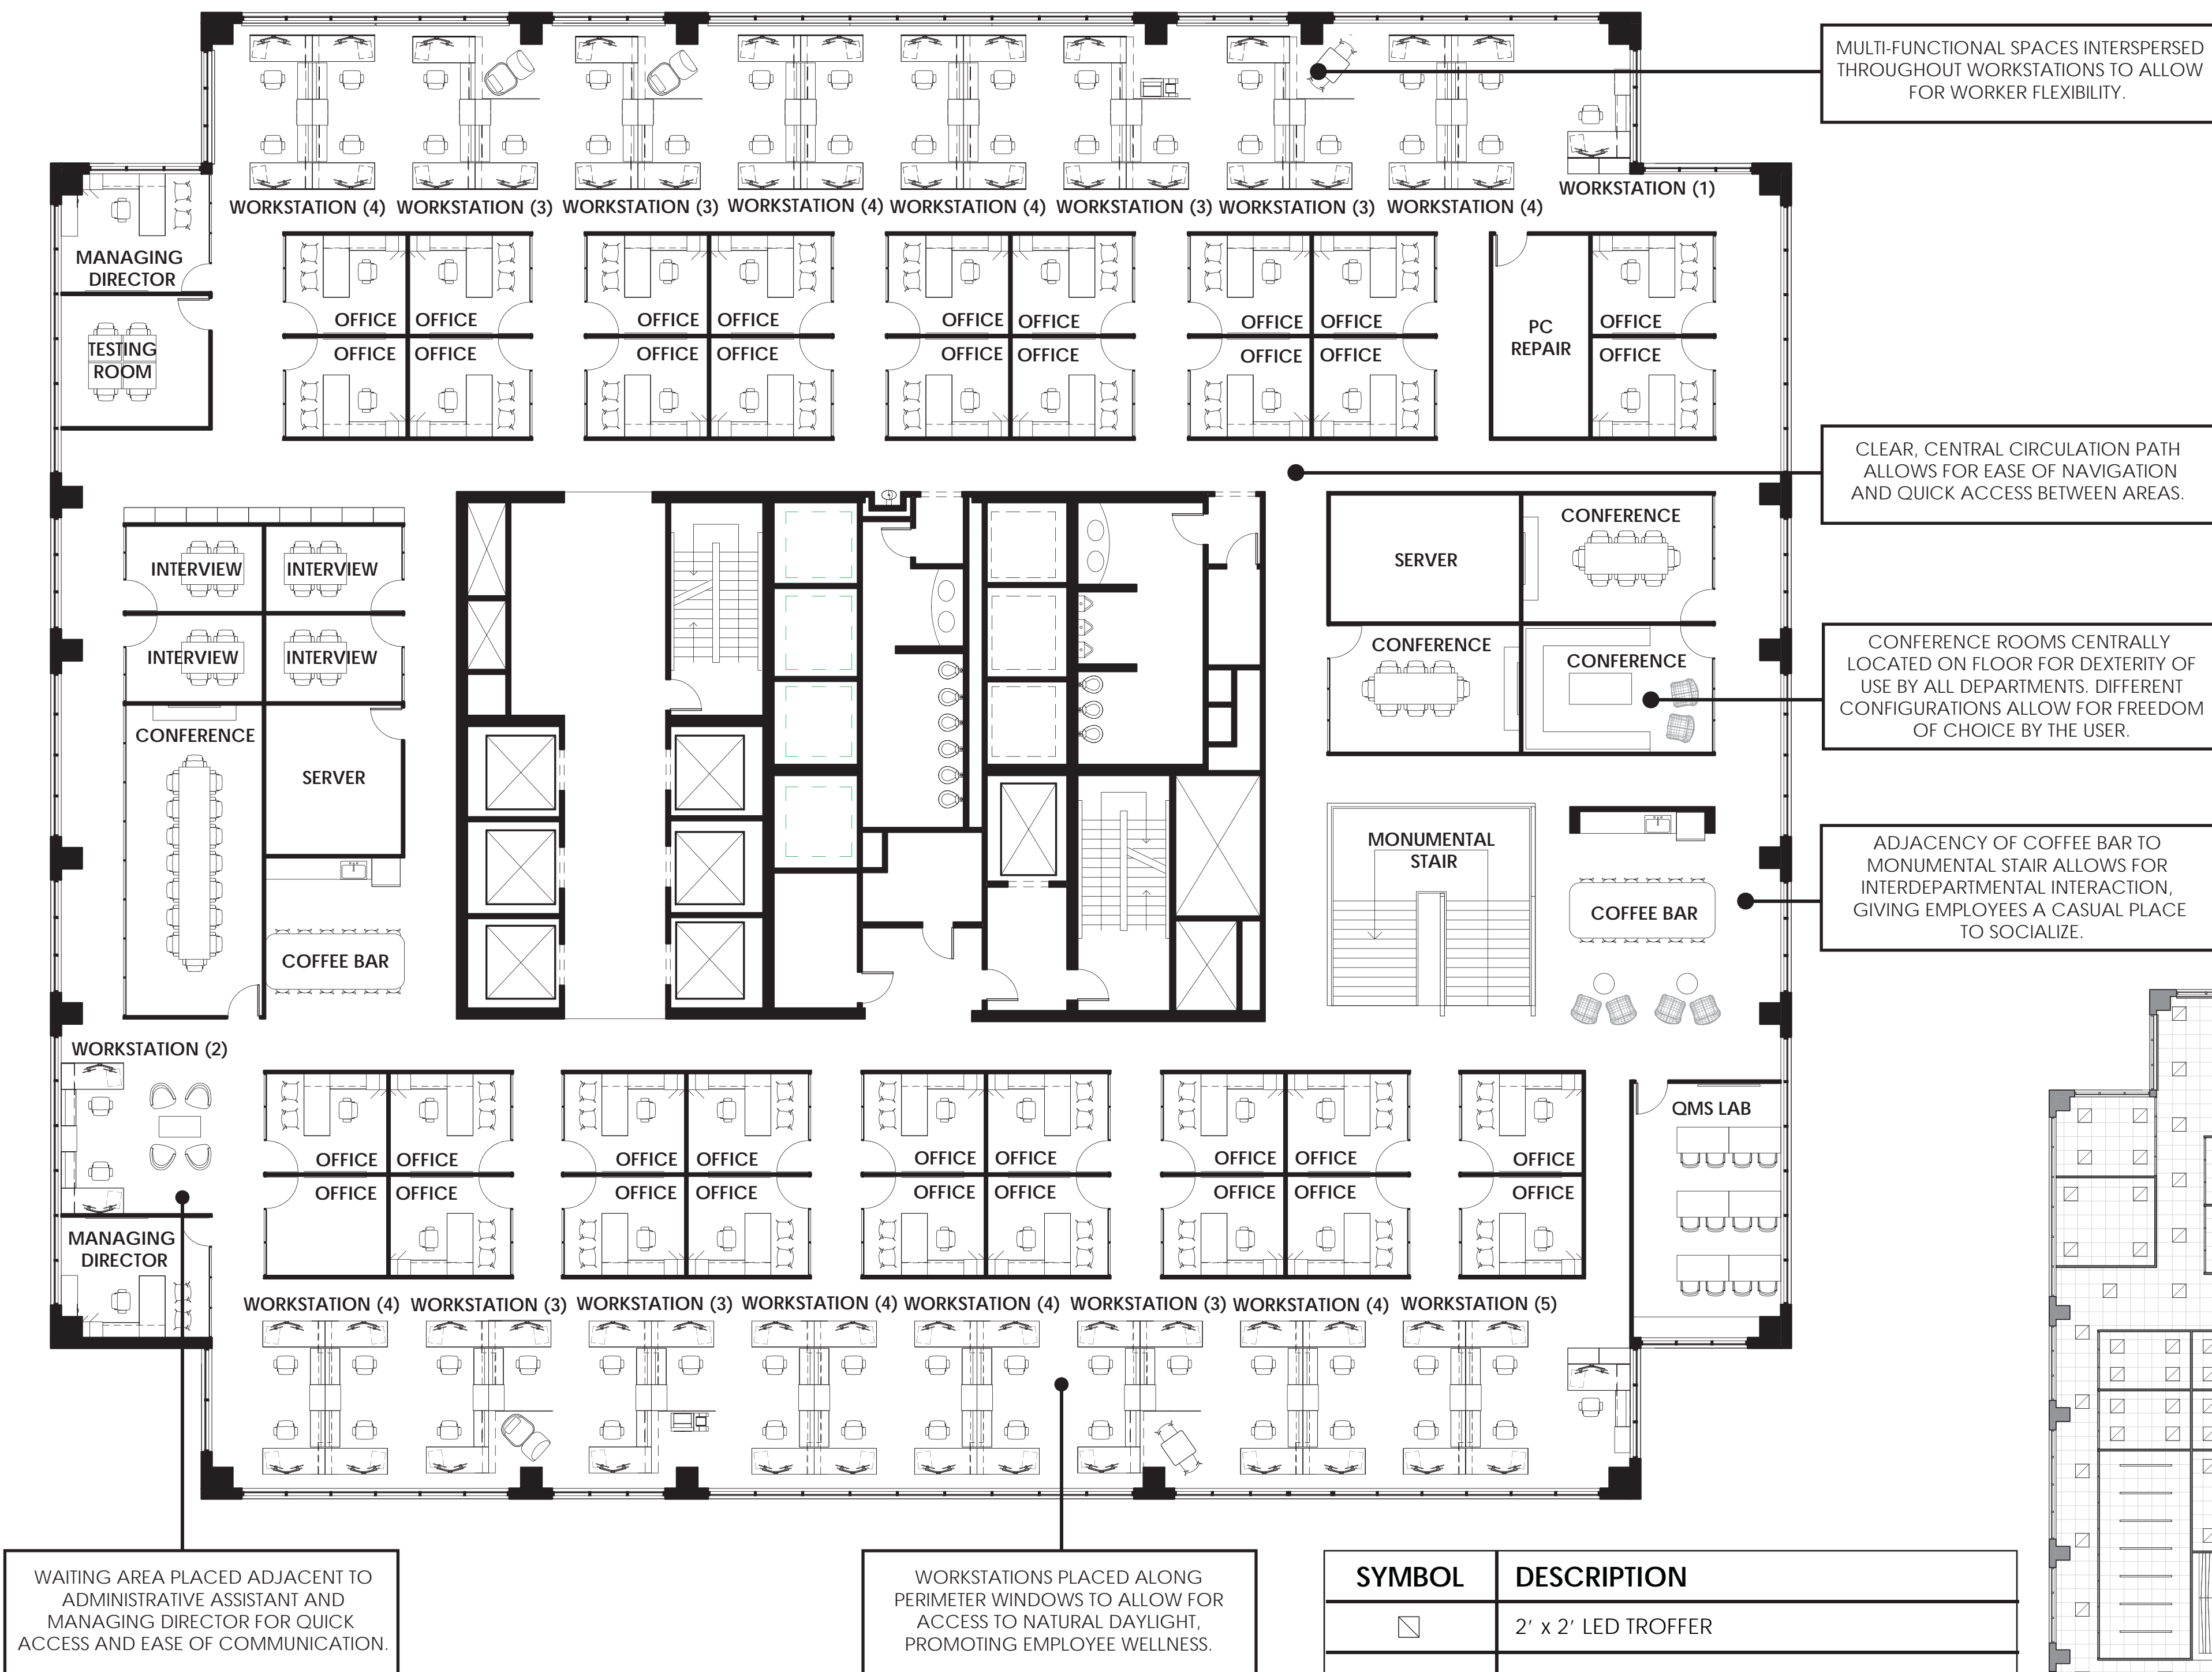 MULTI-FUNCTIONAL SPACES INTERSPERSED
THROUGHOUT WORKSTATIONS TO ALLOW
FOR WORKER FLEXIBILITY.
WORKSTATION (1)
WORKSTATION (4) WORKSTATION (3) WORKSTATION (3) WORKSTATION (4) WORKSTATION (4) WORKSTATION (3) WORKSTATION (3) WORKSTATION (4)
MANAGING
DIRECTOR
OFFICE OFFICE OFFICE OFFICE OFFICE OFFICE OFFICE OFFICE OFFICE
PC
REPAIR
TESTING
ROOM
OFFICE OFFICE OFFICE OFFICE OFFICE OFFICE OFFICE OFFICE OFFICE
CLEAR, CENTRAL CIRCULATION PATH
ALLOWS FOR EASE OF NAVIGATION
AND QUICK ACCESS BETWEEN AREAS.
INTERVIEW INTERVIEW
SERVER
CONFERENCE
INTERVIEW INTERVIEW
CONFERENCE
CONFERENCE
CONFERENCE ROOMS CENTRALLY
LOCATED ON FLOOR FOR DEXTERITY OF
USE BY ALL DEPARTMENTS. DIFFERENT
CONFIGURATIONS ALLOW FOR FREEDOM
OF CHOICE BY THE USER.
CONFERENCE
SERVER
MONUMENTAL
STAIR
COFFEE BAR
ADJACENCY OF COFFEE BAR TO
MONUMENTAL STAIR ALLOWS FOR
INTERDEPARTMENTAL INTERACTION,
GIVING EMPLOYEES A CASUAL PLACE
TO SOCIALIZE.
COFFEE BAR
WORKSTATION (2)
QMS LAB
OFFICE OFFICE OFFICE OFFICE OFFICE OFFICE OFFICE OFFICE OFFICE
OFFICE OFFICE OFFICE OFFICE OFFICE OFFICE OFFICE OFFICE OFFICE
MANAGING
DIRECTOR
WORKSTATION (4) WORKSTATION (3) WORKSTATION (3) WORKSTATION (4) WORKSTATION (4) WORKSTATION (3) WORKSTATION (4) WORKSTATION (5)
WAITING AREA PLACED ADJACENT TO
ADMINISTRATIVE ASSISTANT AND
MANAGING DIRECTOR FOR QUICK
ACCESS AND EASE OF COMMUNICATION.
WORKSTATIONS PLACED ALONG
PERIMETER WINDOWS TO ALLOW FOR
ACCESS TO NATURAL DAYLIGHT,
PROMOTING EMPLOYEE WELLNESS.
SYMBOL DESCRIPTION
2' x 2' LED TROFFER